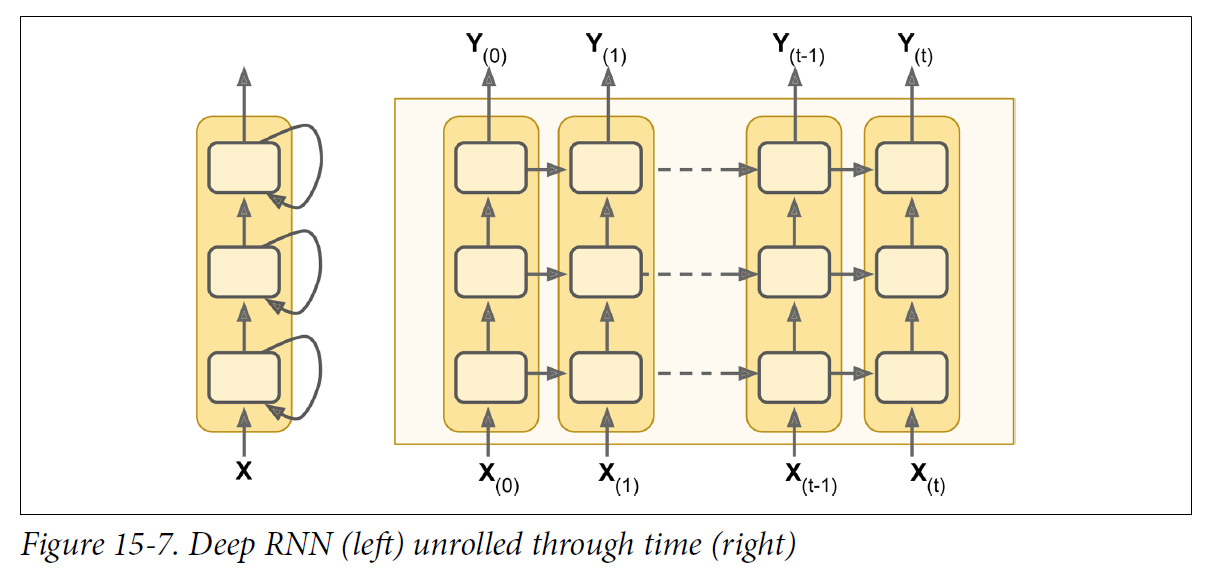 Y(0) Y(1) Y(t-1) Y(t)
X X(0) X(1) X(t-1) X(t)
Figure 15-7. Deep RNN (left) unrolled through time (right)